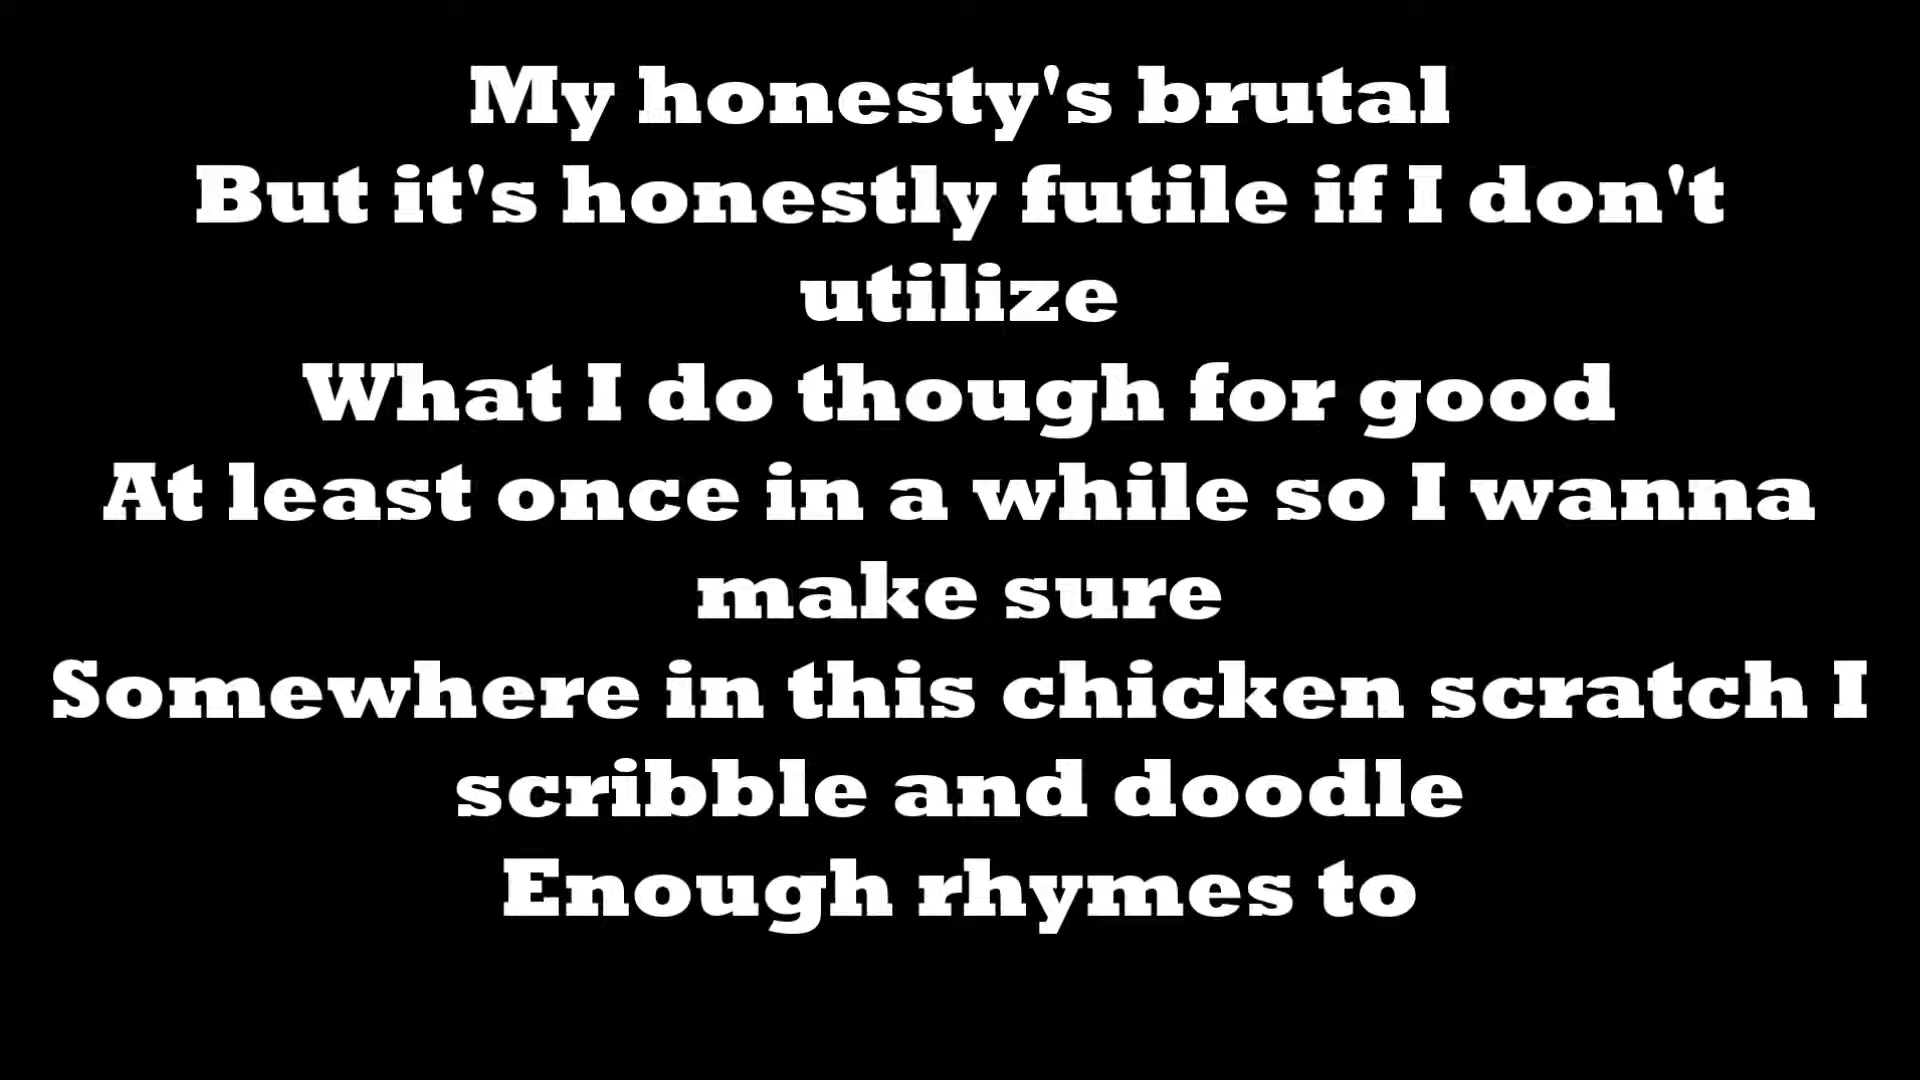 My honesty's brutal
But it's honestly futile if I don't
utilize
What I do though for good
At least once in a while so I wanna
make sure
Somewhere in this chicken scratch I
scribble and doodle
Enough rhymes to